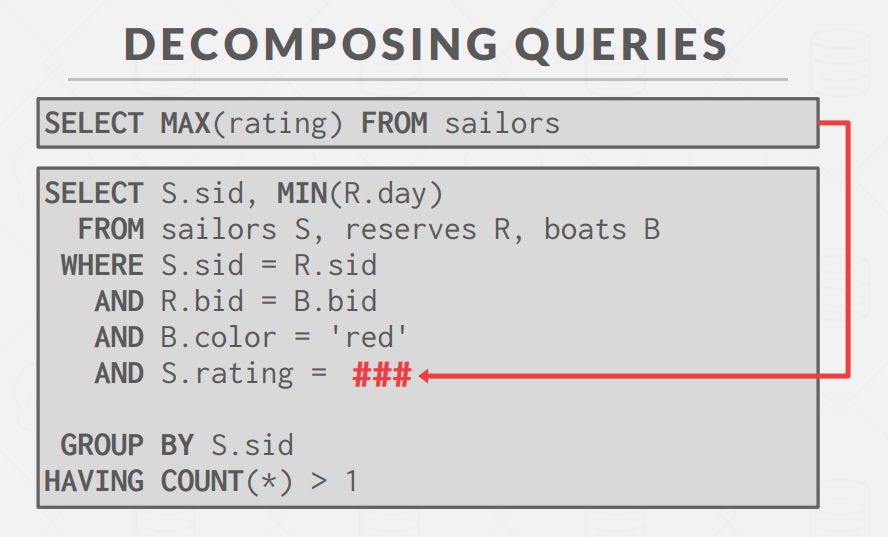 DECOMPOSING QUERIES
SELECT MAX(rating) FROM sailors
SELECT S.sid, MIN(R.day)
FROM sailors S, reserves R, boats B
WHERE S.sid = R.sid
AND R.bid = B.bid
AND B.color = 'red'
AND S.rating = ###
GROUP BY S.sid
HAVING COUNT(*) > 1